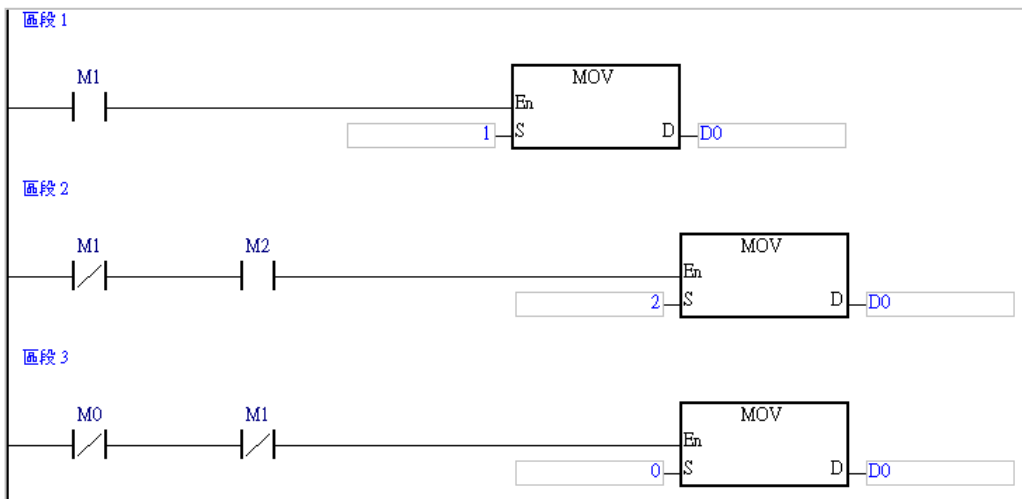 區段 1
M1
MOV
En
1 S D D0
區段 2
M1 M2
MOV
En
2 S D D0
區段 3
M0 M1
MOV
En
0 S D D0